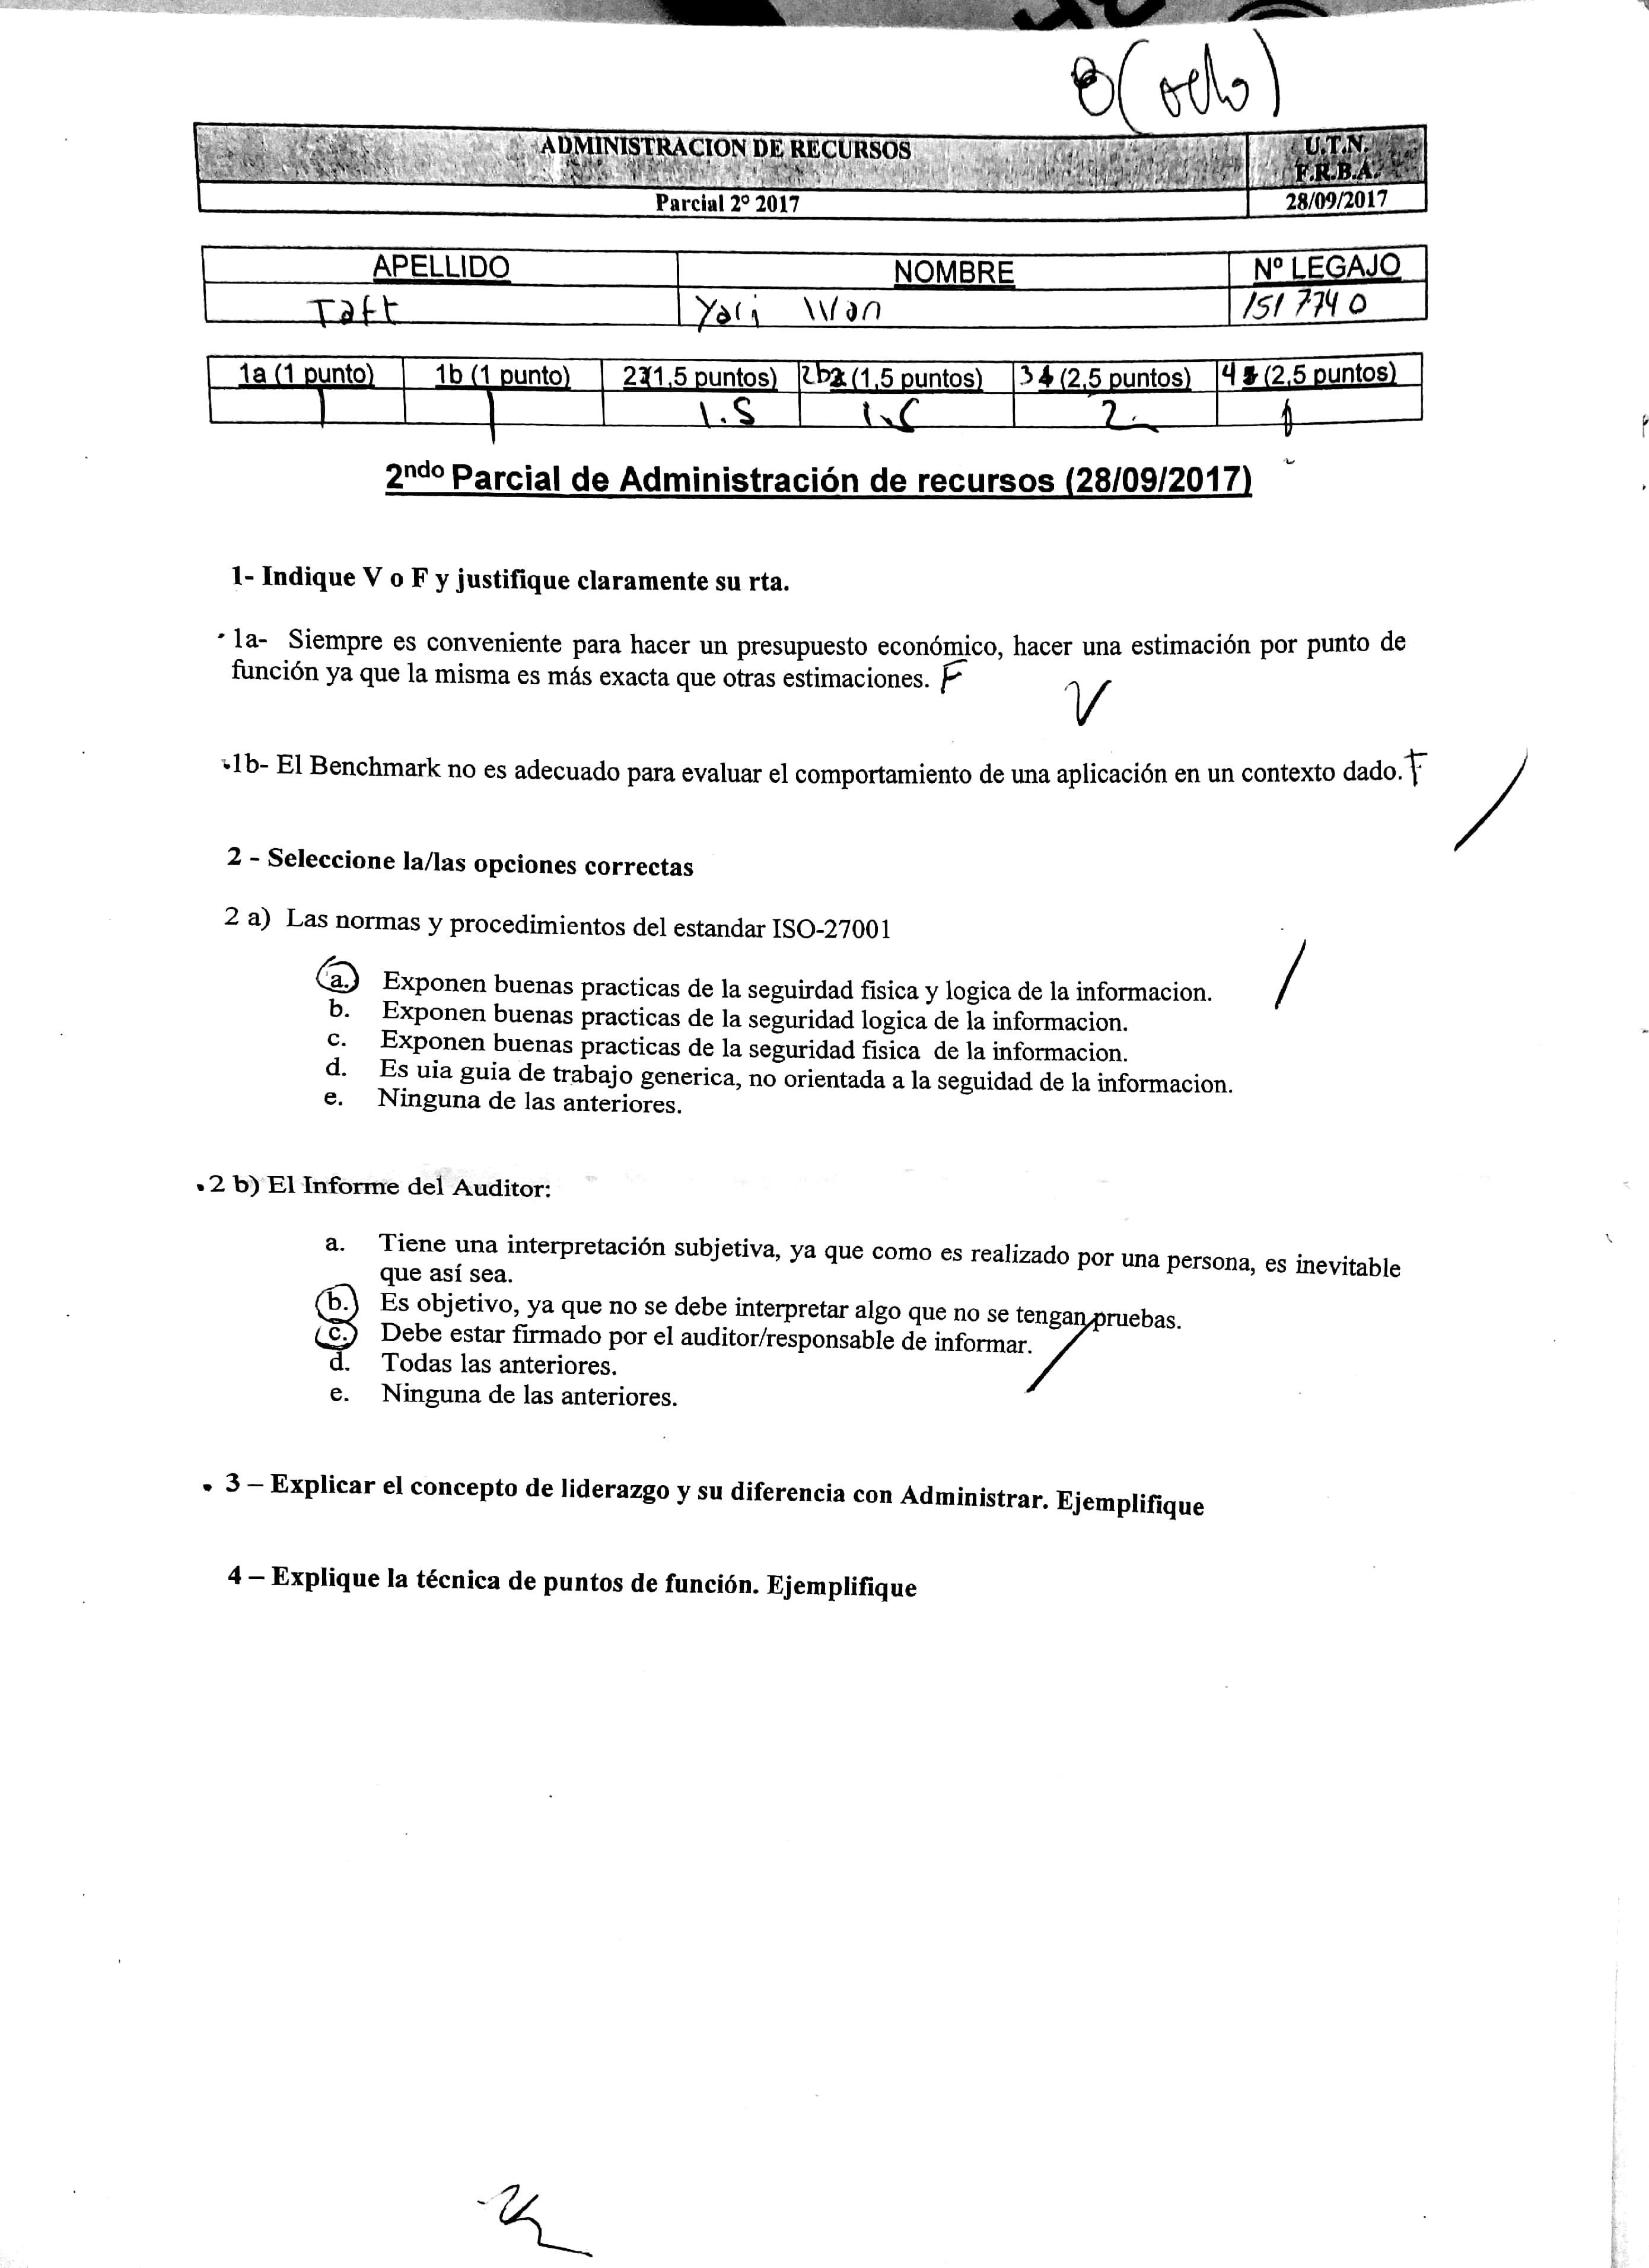 8 (ocho)
ADMINISTRACION DE RECURSOS U.T.N.
F.R.B.A.
Parcial 2º 2017 28/09/2017
APELLIDO NOMBRE Nº LEGAJO
Taft Yari Ivan 1517740
1a (1 punto) 1b (1 punto) 2 (1,5 puntos) 2b (1,5 puntos) 3 (2,5 puntos) 4 (2,5 puntos)
1 1 1.5 1.5 2. 1
2ndo Parcial de Administración de recursos (28/09/2017)
1- Indique V o F y justifique claramente su rta.
1a- Siempre es conveniente para hacer un presupuesto económico, hacer una estimación por punto de
función ya que la misma es más exacta que otras estimaciones. F
1b- El Benchmark no es adecuado para evaluar el comportamiento de una aplicación en un contexto dado. F
2 - Seleccione la/las opciones correctas
2 a) Las normas y procedimientos del estandar ISO-27001
a. Exponen buenas practicas de la seguirdad fisica y logica de la informacion.
b. Exponen buenas practicas de la seguridad logica de la informacion.
c. Exponen buenas practicas de la seguridad fisica de la informacion.
d. Es uia guia de trabajo generica, no orientada a la seguidad de la informacion.
e. Ninguna de las anteriores.
2 b) El Informe del Auditor:
a. Tiene una interpretación subjetiva, ya que como es realizado por una persona, es inevitable
que así sea.
b. Es objetivo, ya que no se debe interpretar algo que no se tengan pruebas.
c. Debe estar firmado por el auditor/responsable de informar.
d. Todas las anteriores.
e. Ninguna de las anteriores.
3 – Explicar el concepto de liderazgo y su diferencia con Administrar. Ejemplifique
4 – Explique la técnica de puntos de función. Ejemplifique